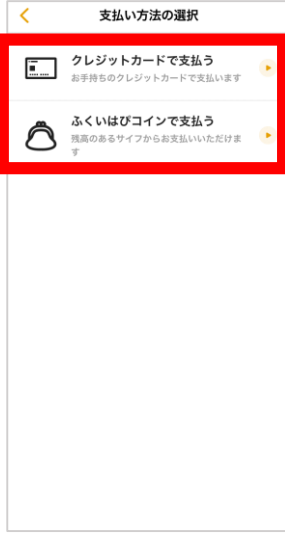 支払い方法の選択
クレジットカードで支払う
お手持ちのクレジットカードで支払います
ふくいはぴコインで支払う
残高のあるサイフからお支払いいただけま
す